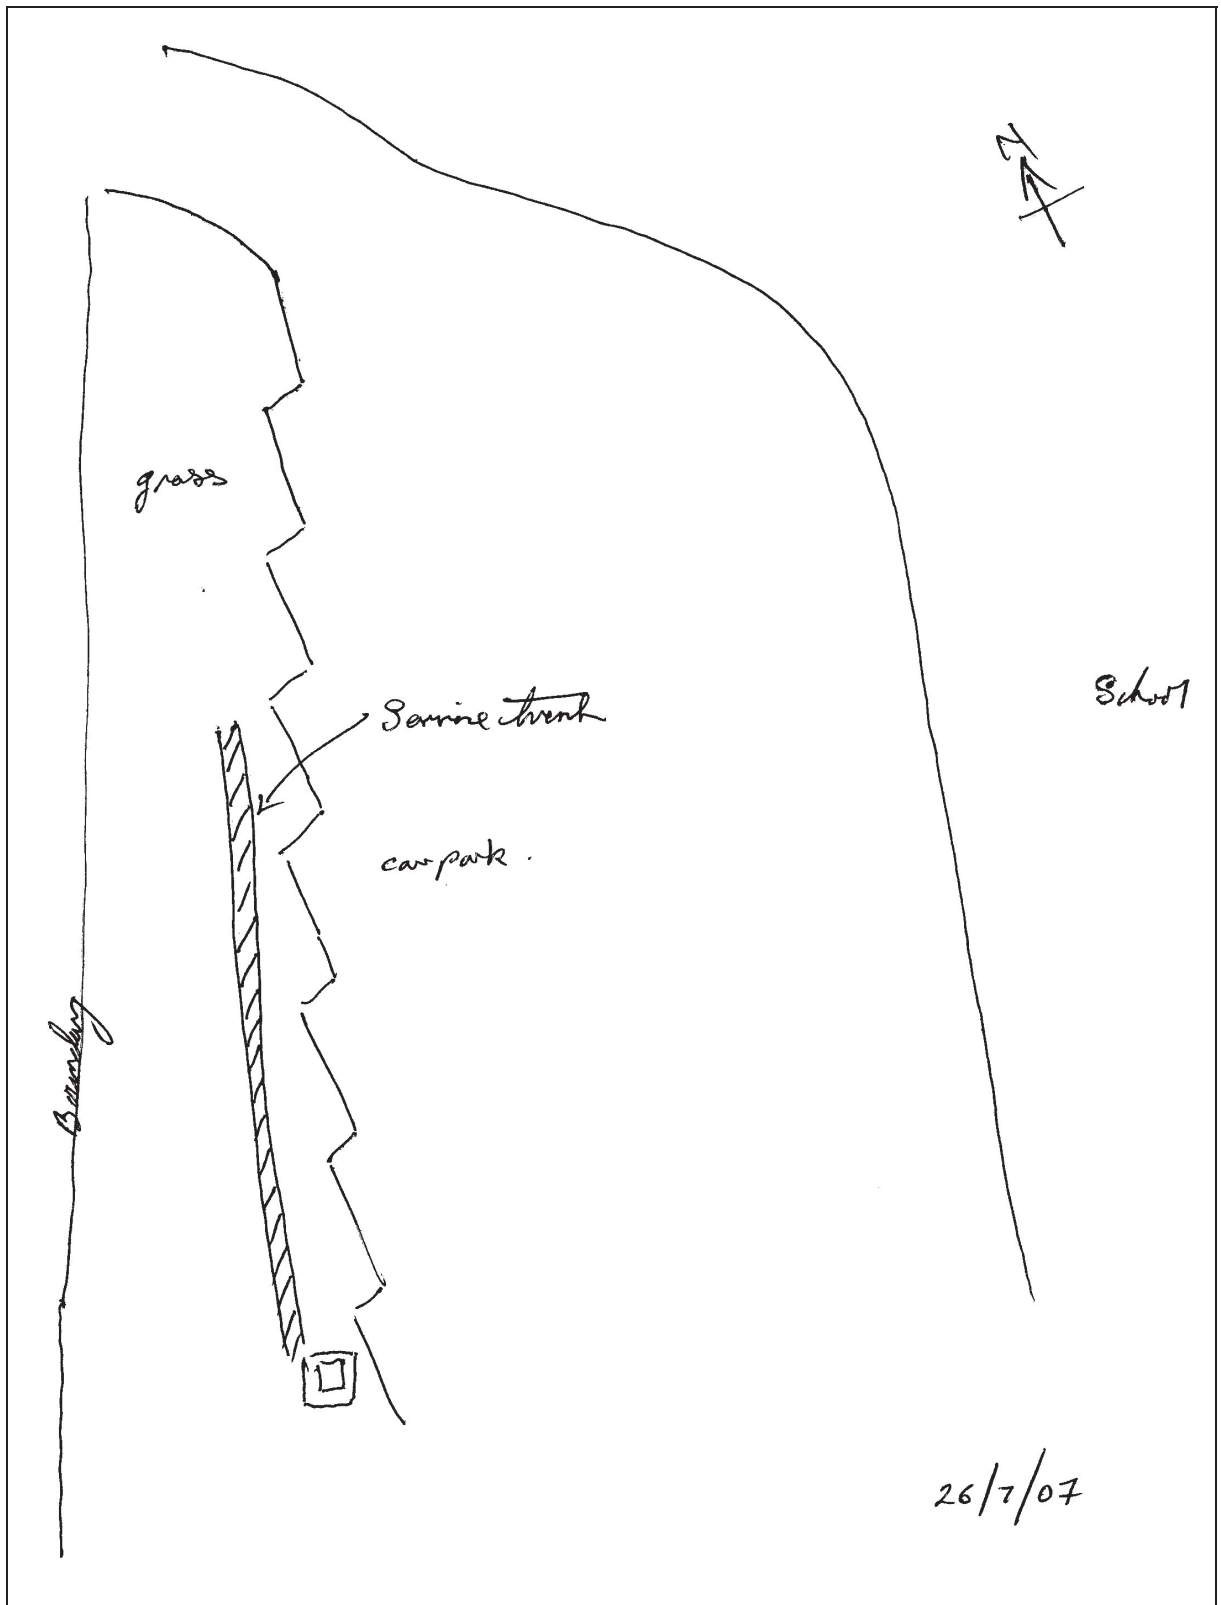 N
grass
Service trench
School
car park.
Boundary
26/7/07